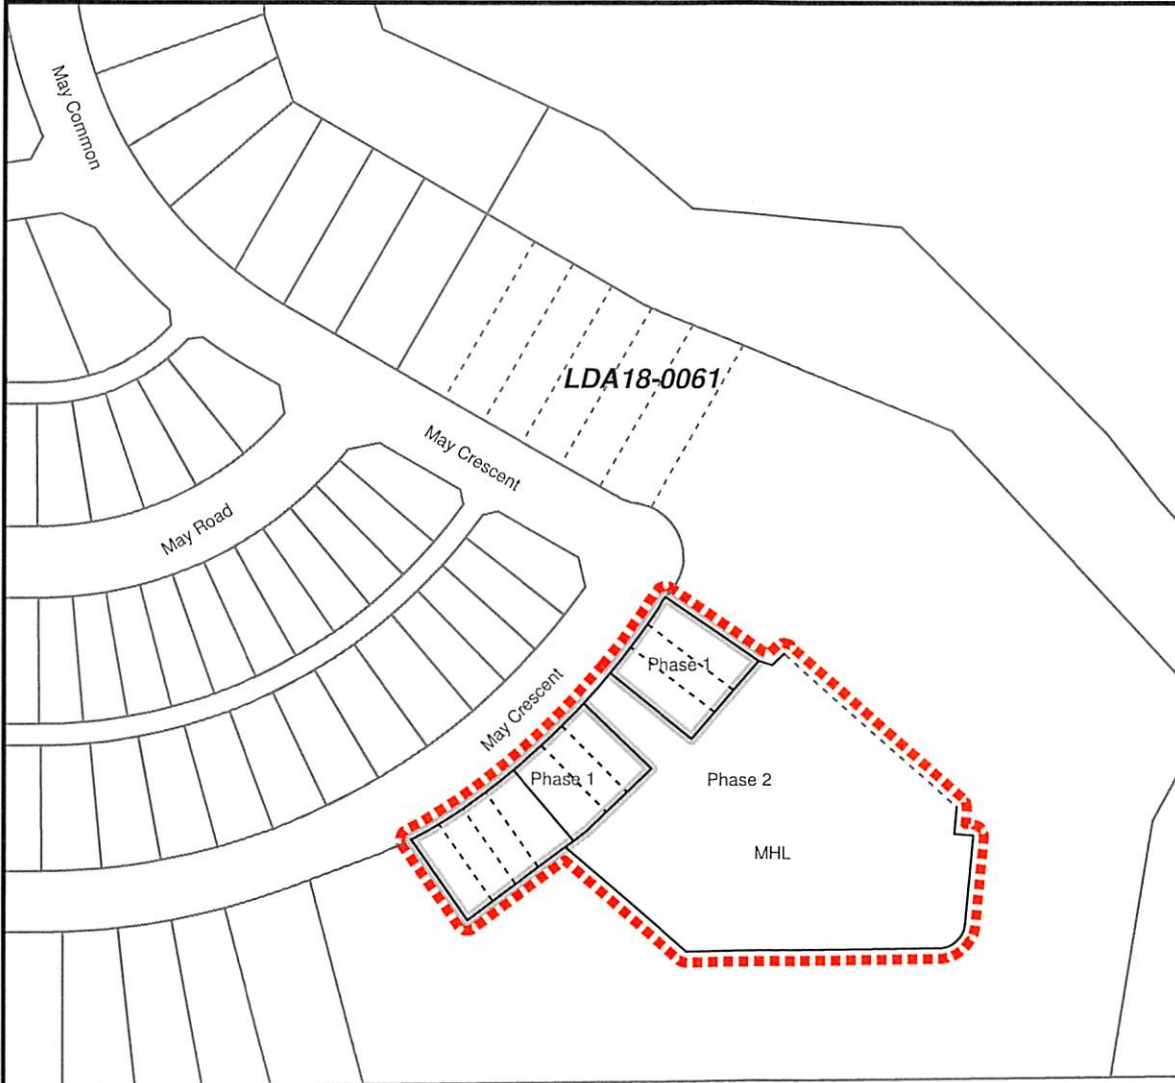 May Common
LDA18-0061
May Crescent
May Road
Phase 1
May Crescent
Phase 1
Phase 2
MHL